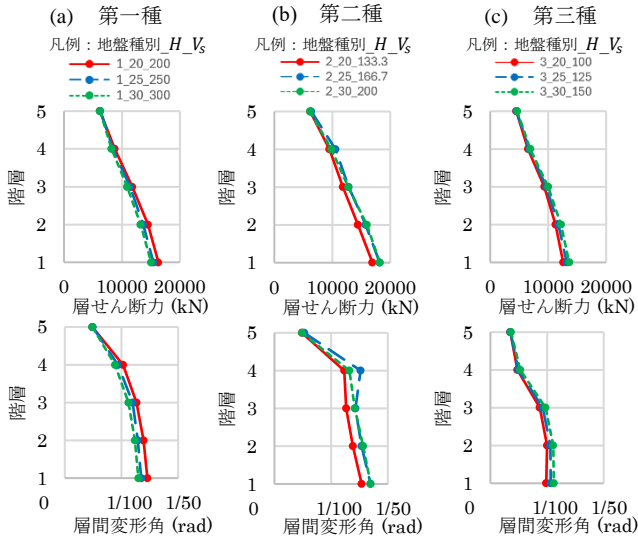 (a) 第一種
凡例：地盤種別_H_Vs
1_20_200
1_25_250
1_30_300
5
4
3
2
1
階層
0 10000 20000
層せん断力 (kN)
5
4
3
2
1
階層
0 1/100 1/50
層間変形角 (rad)
(b) 第二種
凡例：地盤種別_H_Vs
2_20_133.3
2_25_166.7
2_30_200
5
4
3
2
1
階層
0 10000 20000
層せん断力 (kN)
5
4
3
2
1
階層
0 1/100 1/50
層間変形角 (rad)
(c) 第三種
凡例：地盤種別_H_Vs
3_20_100
3_25_125
3_30_150
5
4
3
2
1
階層
0 10000 20000
層せん断力 (kN)
5
4
3
2
1
階層
0 1/100 1/50
層間変形角 (rad)